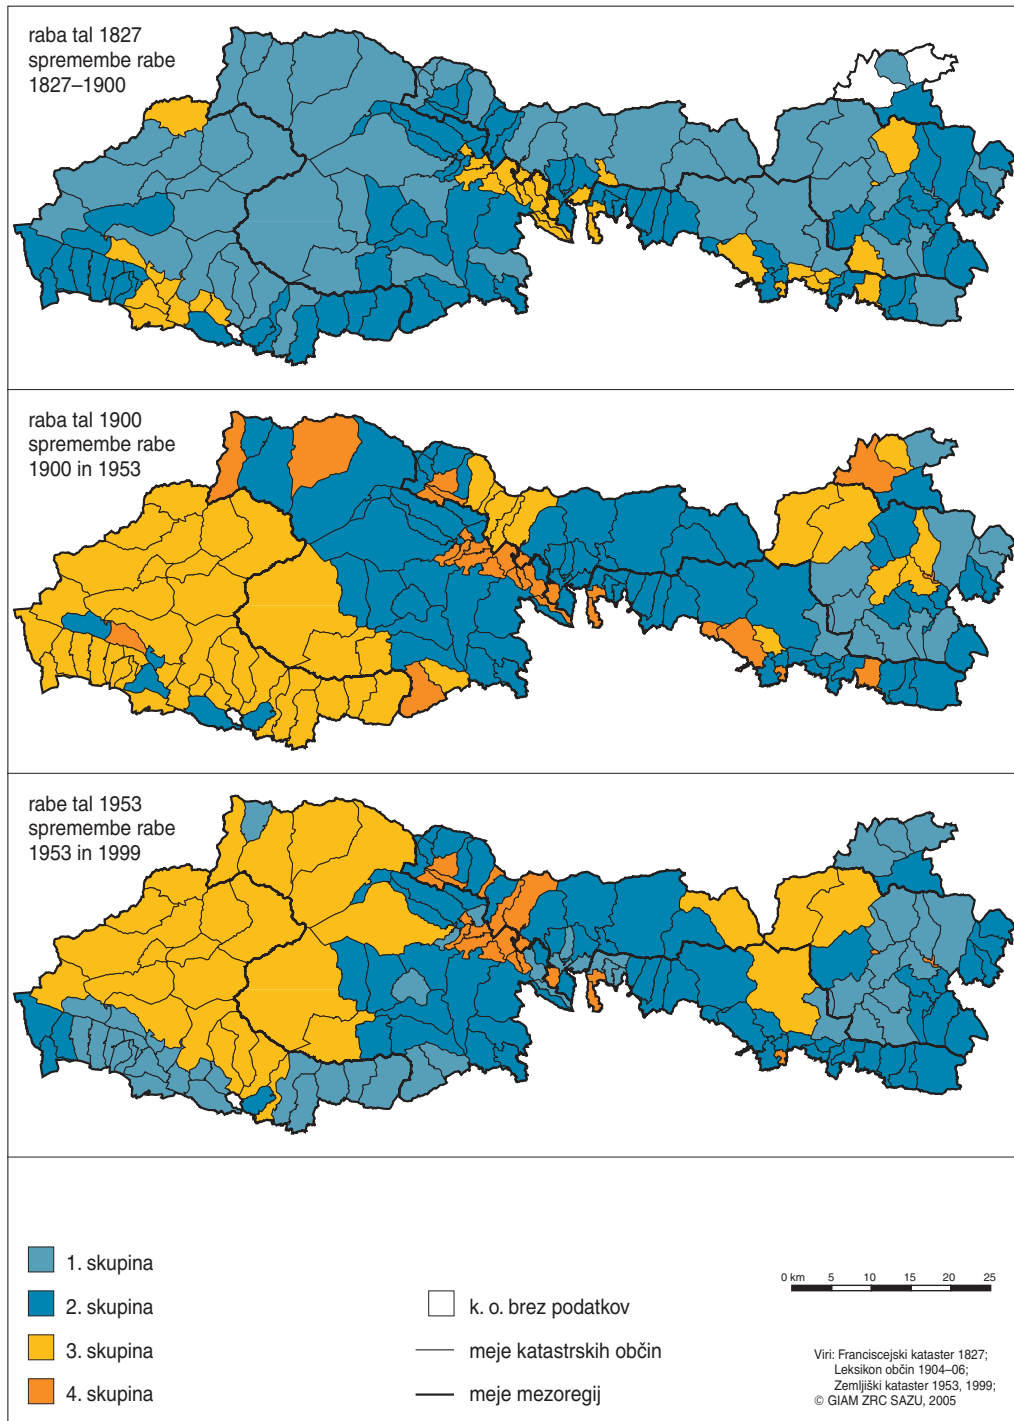 raba tal 1827
spremembe rabe
1827–1900
raba tal 1900
spremembe rabe
1900 in 1953
rabe tal 1953
spremembe rabe
1953 in 1999
1. skupina
2. skupina
3. skupina
4. skupina
k. o. brez podatkov
meje katastrskih občin
meje mezoregij
0 km 5 10 15 20 25
Viri: Franciscejski kataster 1827;
Leksikon občin 1904–06;
Zemljiški kataster 1953, 1999;
© GIAM ZRC SAZU, 2005